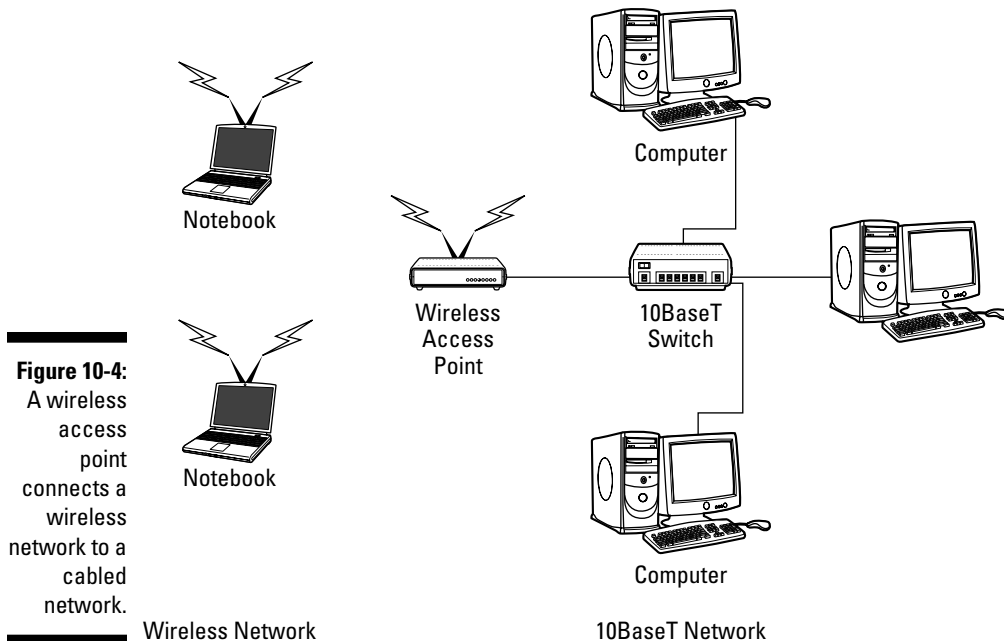 Computer
Notebook
Wireless
Access
Point
10BaseT
Switch
Figure 10-4:
A wireless
access
point
connects a
wireless
network to a
cabled
network.
Notebook
Computer
Wireless Network
10BaseT Network